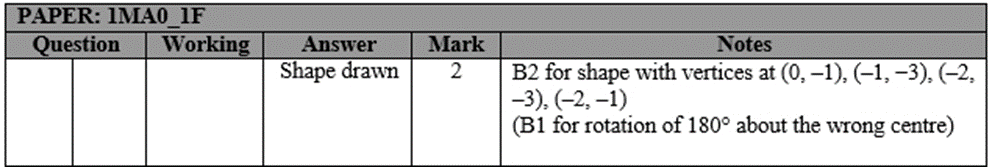 PAPER: 1MA0_1F
Question Working Answer Mark Notes
Shape drawn 2 B2 for shape with vertices at (0, –1), (–1, –3), (–2,
–3), (–2, –1)
(B1 for rotation of 180° about the wrong centre)